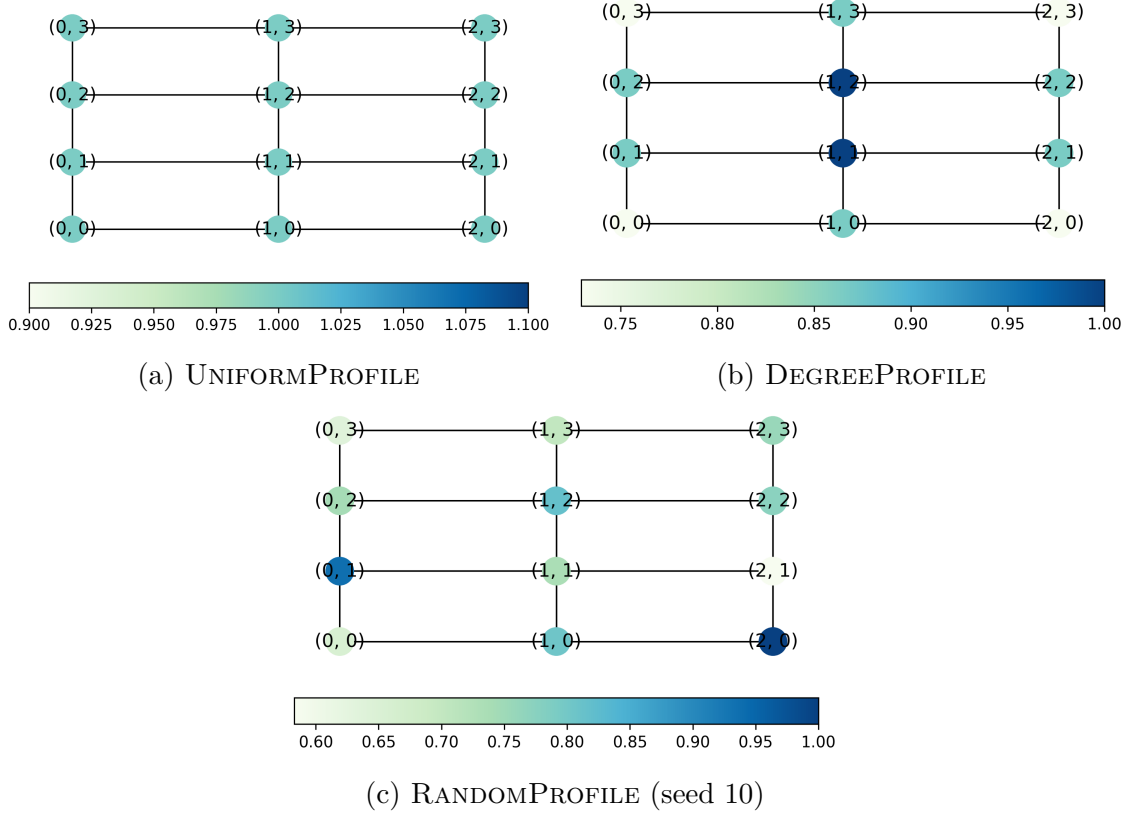 (0, 3) (1, 3) (2, 3)
(0, 2) (1, 2) (2, 2)
(0, 1) (1, 1) (2, 1)
(0, 0) (1, 0) (2, 0)
0.900 0.925 0.950 0.975 1.000 1.025 1.050 1.075 1.100
(a) UNIFORMPROFILE
(0, 3) (1, 3) (2, 3)
(0, 2) (1, 2) (2, 2)
(0, 1) (1, 1) (2, 1)
(0, 0) (1, 0) (2, 0)
0.75 0.80 0.85 0.90 0.95 1.00
(b) DEGREEPROFILE
(0, 3) (1, 3) (2, 3)
(0, 2) (1, 2) (2, 2)
(0, 1) (1, 1) (2, 1)
(0, 0) (1, 0) (2, 0)
0.60 0.65 0.70 0.75 0.80 0.85 0.90 0.95 1.00
(c) RANDOMPROFILE (seed 10)